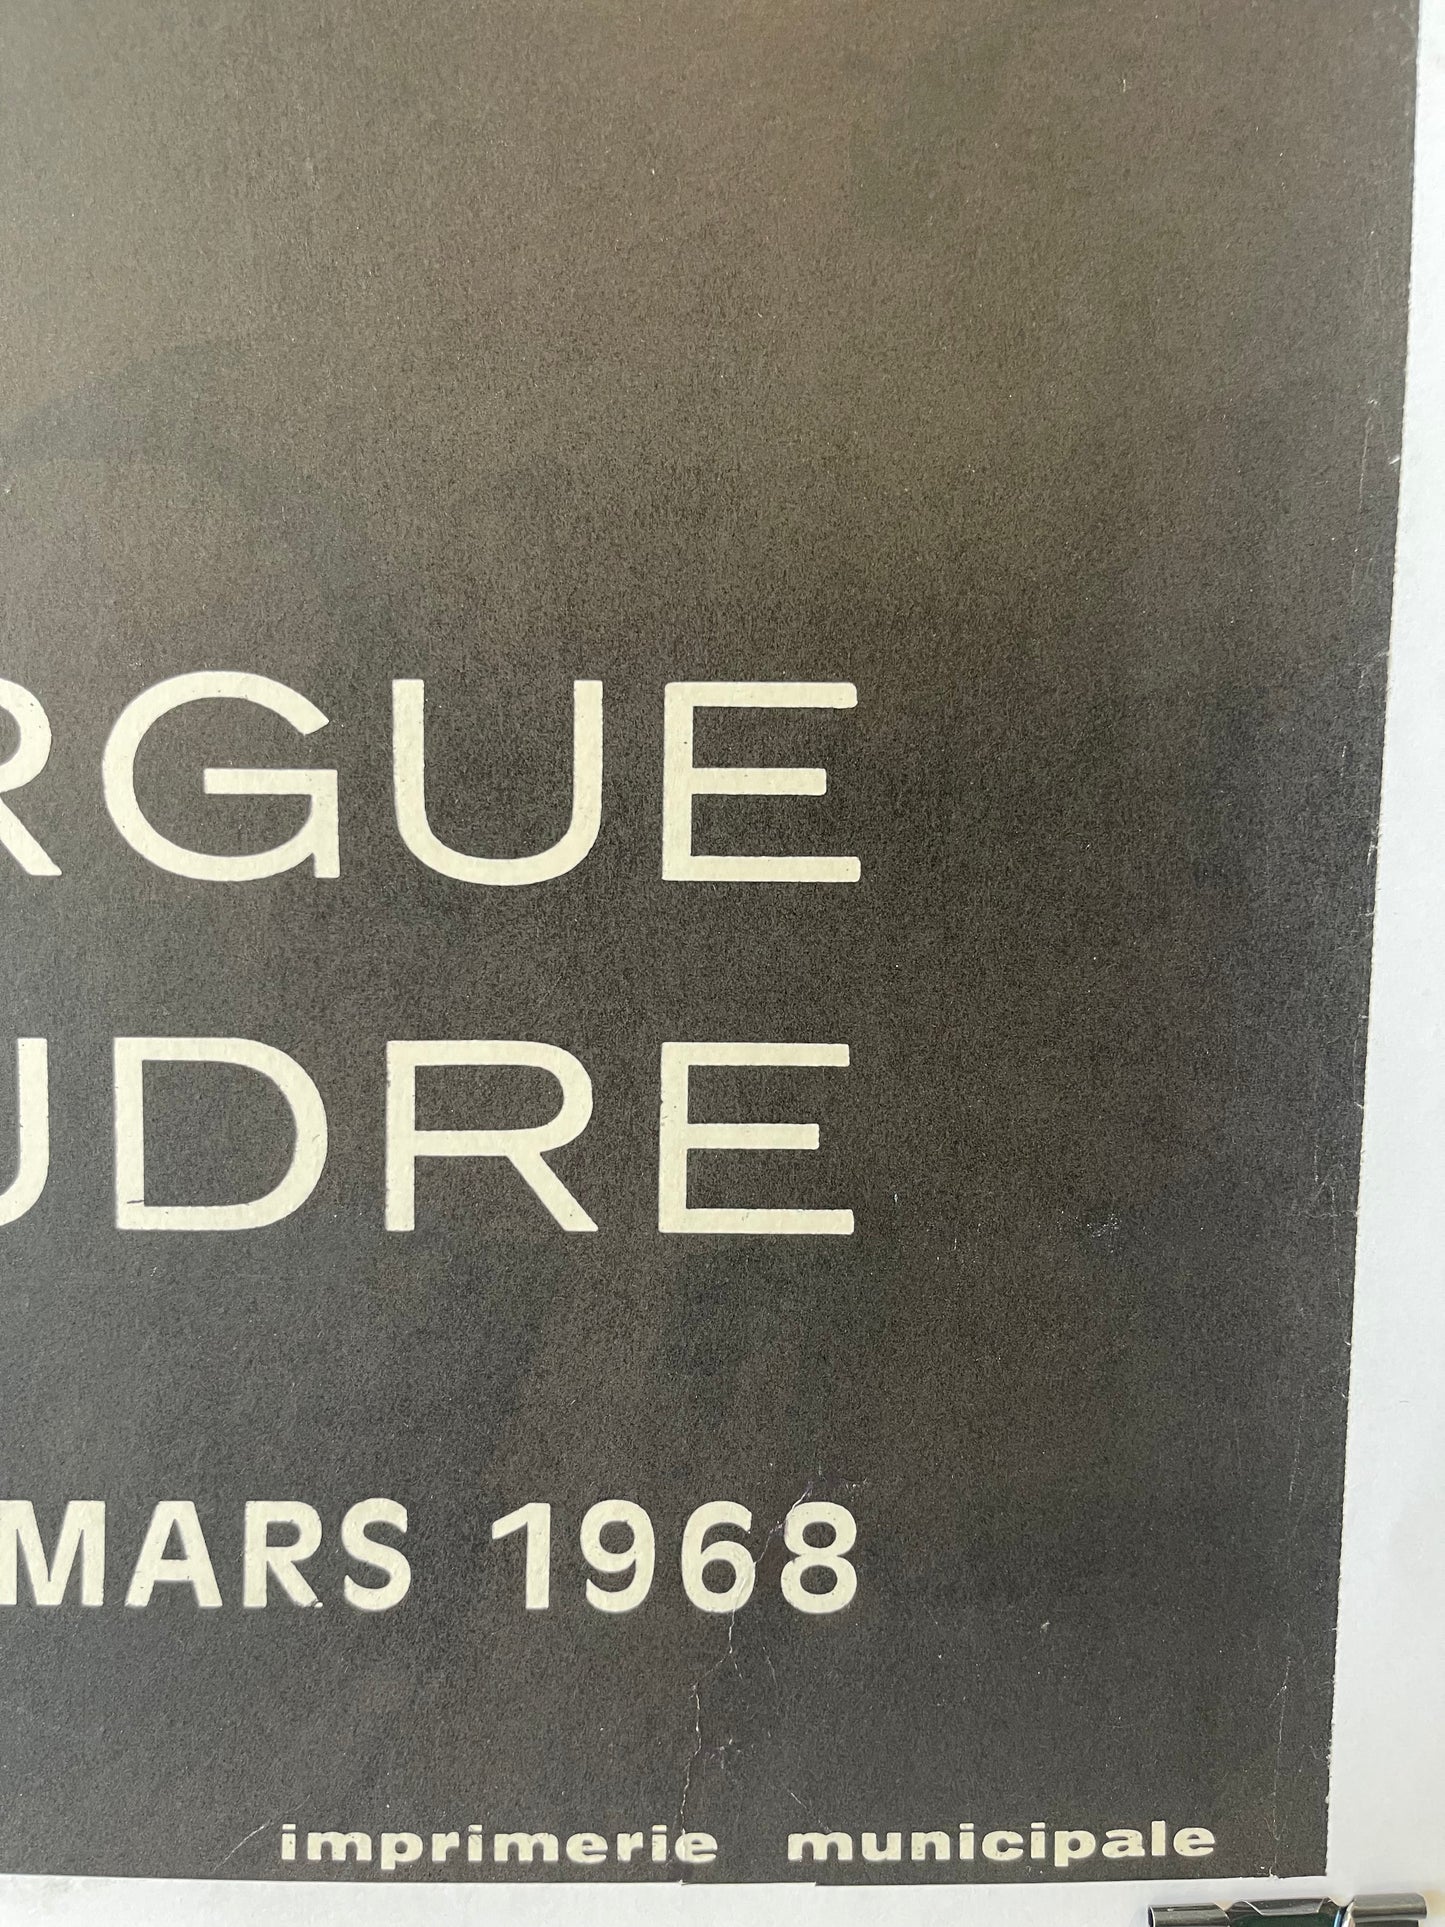 RGUE
UDRE
MARS 1968
imprimerie municipale